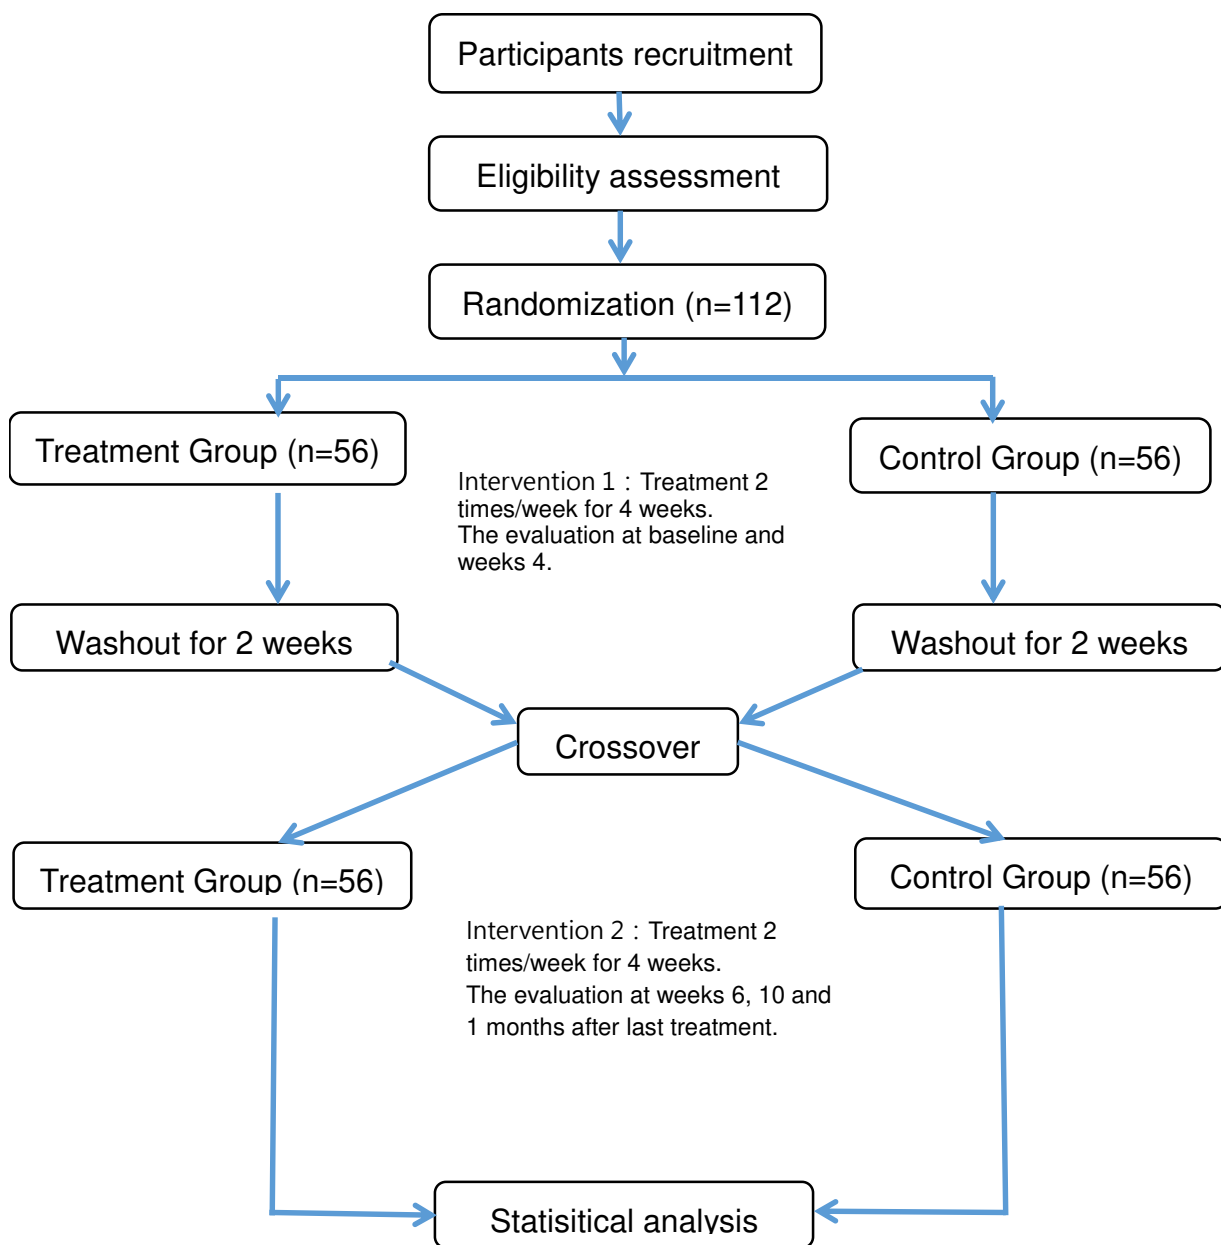 Participants recruitment
Eligibility assessment
Randomization (n=112)
Treatment Group (n=56)
Control Group (n=56)
Intervention 1 : Treatment 2
times/week for 4 weeks.
The evaluation at baseline and
weeks 4.
Washout for 2 weeks
Washout for 2 weeks
Crossover
Treatment Group (n=56)
Control Group (n=56)
Intervention 2 : Treatment 2
times/week for 4 weeks.
The evaluation at weeks 6, 10 and
1 months after last treatment.
Statisitical analysis